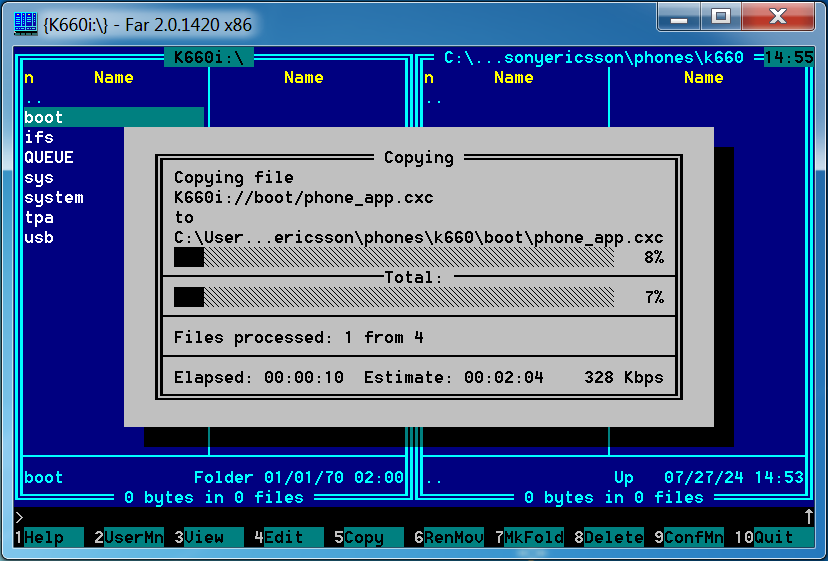 {K660i:\} - Far 2.0.1420 x86
K660i:\ C:\...sonyericsson\phones\k660 14:55
n Name Name n Name Name
.. ..
boot
ifs
QUEUE
sys
system
tpa
usb
Copying
Copying file
K660i://boot/phone_app.cxc
to
C:\User...ericsson\phones\k660\boot\phone_app.cxc
8%
Total:
7%
Files processed: 1 from 4
Elapsed: 00:00:10 Estimate: 00:02:04 328 Kbps
boot Folder 01/01/70 02:00 .. Up 07/27/24 14:53
0 bytes in 0 files 0 bytes in 0 files
>
1Help 2UserMn 3View 4Edit 5Copy 6RenMov 7MkFold 8Delete 9ConfMn 10Quit